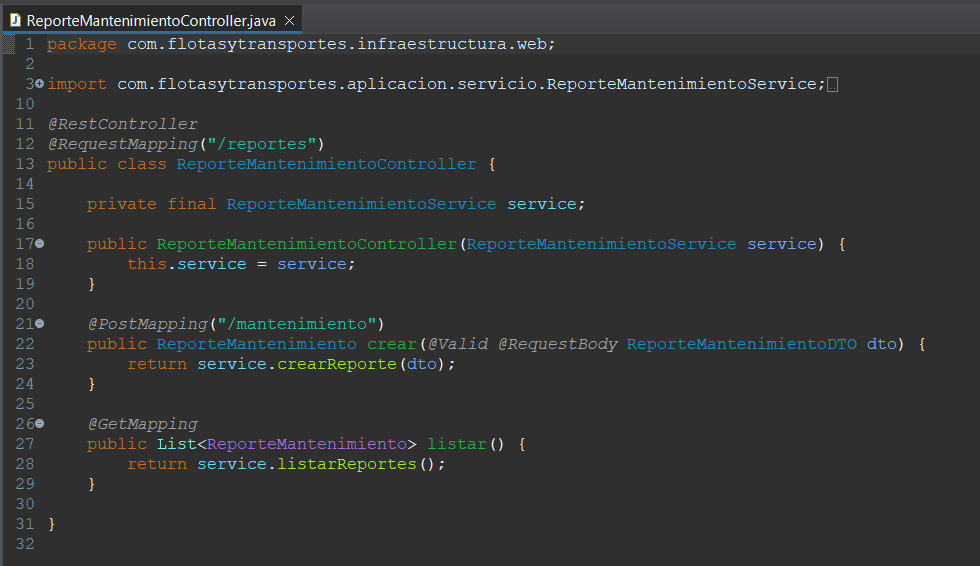 ReporteMantenimientoController.java
1 package com.flotasytransportes.infraestructura.web;
2
3 import com.flotasytransportes.aplicacion.servicio.ReporteMantenimientoService;
10
11 @RestController
12 @RequestMapping("/reportes")
13 public class ReporteMantenimientoController {
14
15     private final ReporteMantenimientoService service;
16
17     public ReporteMantenimientoController(ReporteMantenimientoService service) {
18         this.service = service;
19     }
20
21     @PostMapping("/mantenimiento")
22     public ReporteMantenimiento crear(@Valid @RequestBody ReporteMantenimientoDTO dto) {
23         return service.crearReporte(dto);
24     }
25
26     @GetMapping
27     public List<ReporteMantenimiento> listar() {
28         return service.listarReportes();
29     }
30
31 }
32